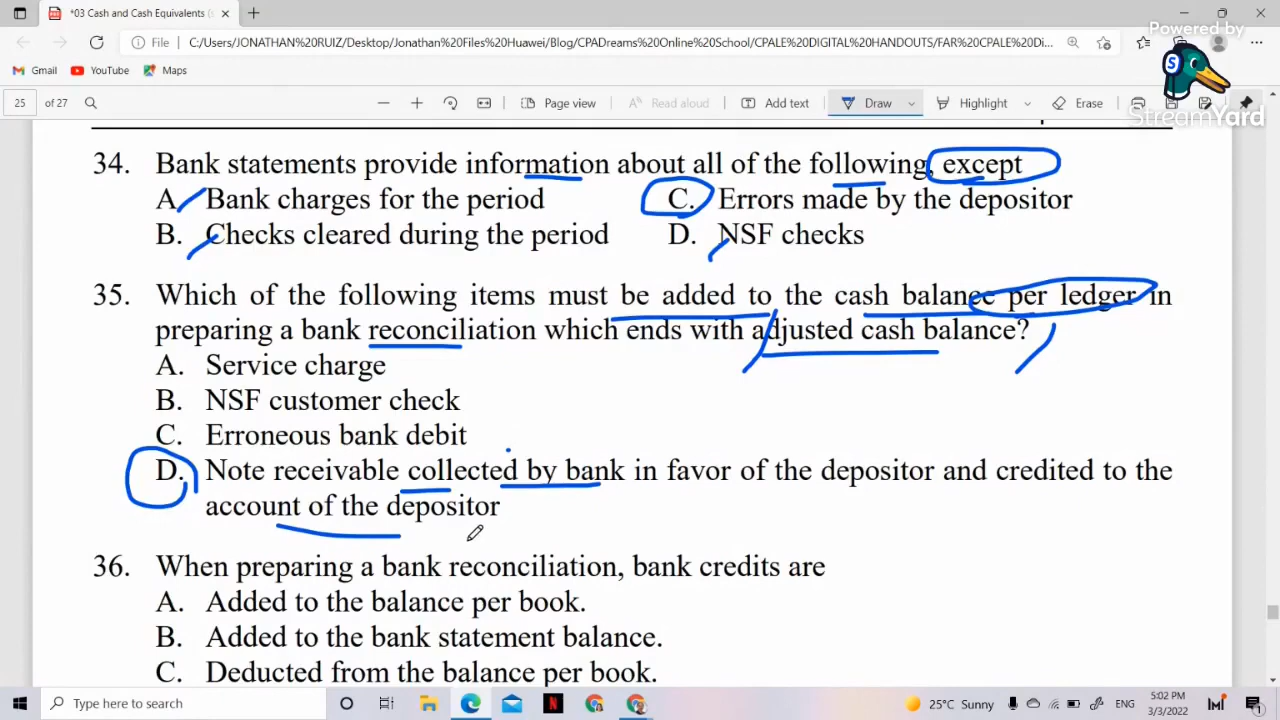 *03 Cash and Cash Equivalents (
Powered by
File
C:/Users/JONATHAN%20RUIZ/Desktop/Jonathan%20Files%20Huawei/Blog/CPADreams%20Online%20School/CPALE%20DIGITAL%20HANDOUTS/FAR%20CPALE%20Di...
Gmail YouTube Maps
StreamYard
25 of 27 Page view Read aloud Add text Draw Highlight Erase
34. Bank statements provide information about all of the following, except
A. Bank charges for the period C. Errors made by the depositor
B. Checks cleared during the period D. NSF checks
35. Which of the following items must be added to the cash balance per ledger in
preparing a bank reconciliation which ends with adjusted cash balance?
A. Service charge
B. NSF customer check
C. Erroneous bank debit
D. Note receivable collected by bank in favor of the depositor and credited to the
account of the depositor
36. When preparing a bank reconciliation, bank credits are
A. Added to the balance per book.
B. Added to the bank statement balance.
C. Deducted from the balance per book.
Type here to search 25°C Sunny ENG 5:02 PM
3/3/2022